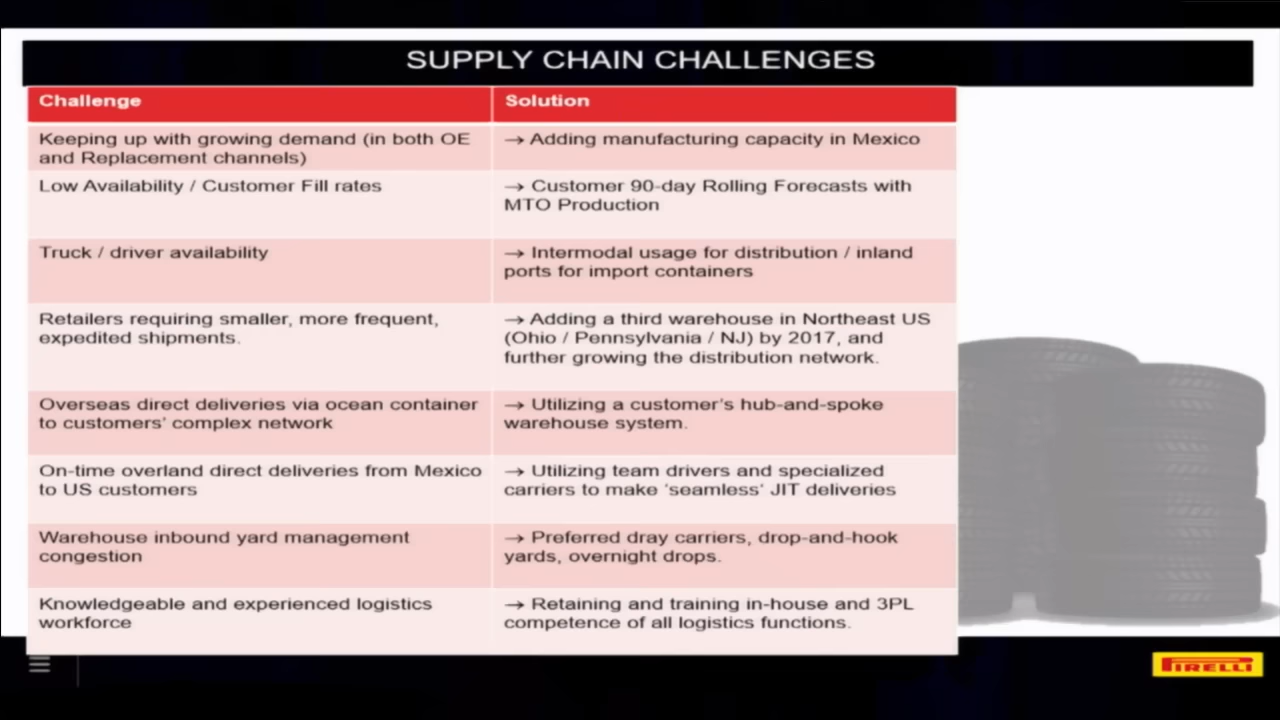 SUPPLY CHAIN CHALLENGES
Challenge
Solution
Keeping up with growing demand (in both OE
and Replacement channels)
→ Adding manufacturing capacity in Mexico
Low Availability / Customer Fill rates
→ Customer 90-day Rolling Forecasts with
MTO Production
Truck / driver availability
→ Intermodal usage for distribution / inland
ports for import containers
Retailers requiring smaller, more frequent,
expedited shipments.
→ Adding a third warehouse in Northeast US
(Ohio / Pennsylvania / NJ) by 2017, and
further growing the distribution network.
Overseas direct deliveries via ocean container
to customers' complex network
→ Utilizing a customer's hub-and-spoke
warehouse system.
On-time overland direct deliveries from Mexico
to US customers
→ Utilizing team drivers and specialized
carriers to make 'seamless' JIT deliveries
Warehouse inbound yard management
congestion
→ Preferred dray carriers, drop-and-hook
yards, overnight drops.
Knowledgeable and experienced logistics
workforce
→ Retaining and training in-house and 3PL
competence of all logistics functions.
PIRELLI